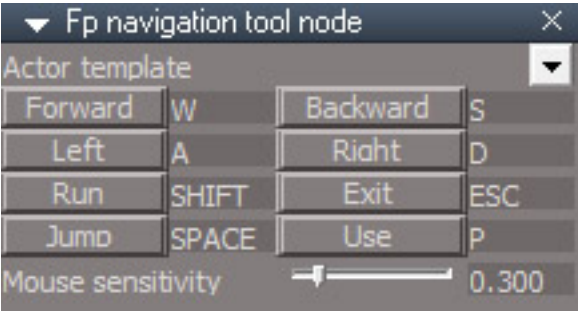 Fp navigation tool node
Actor template
Forward W Backward S
Left A Right D
Run SHIFT Exit ESC
Jump SPACE Use P
Mouse sensitivity 0.300